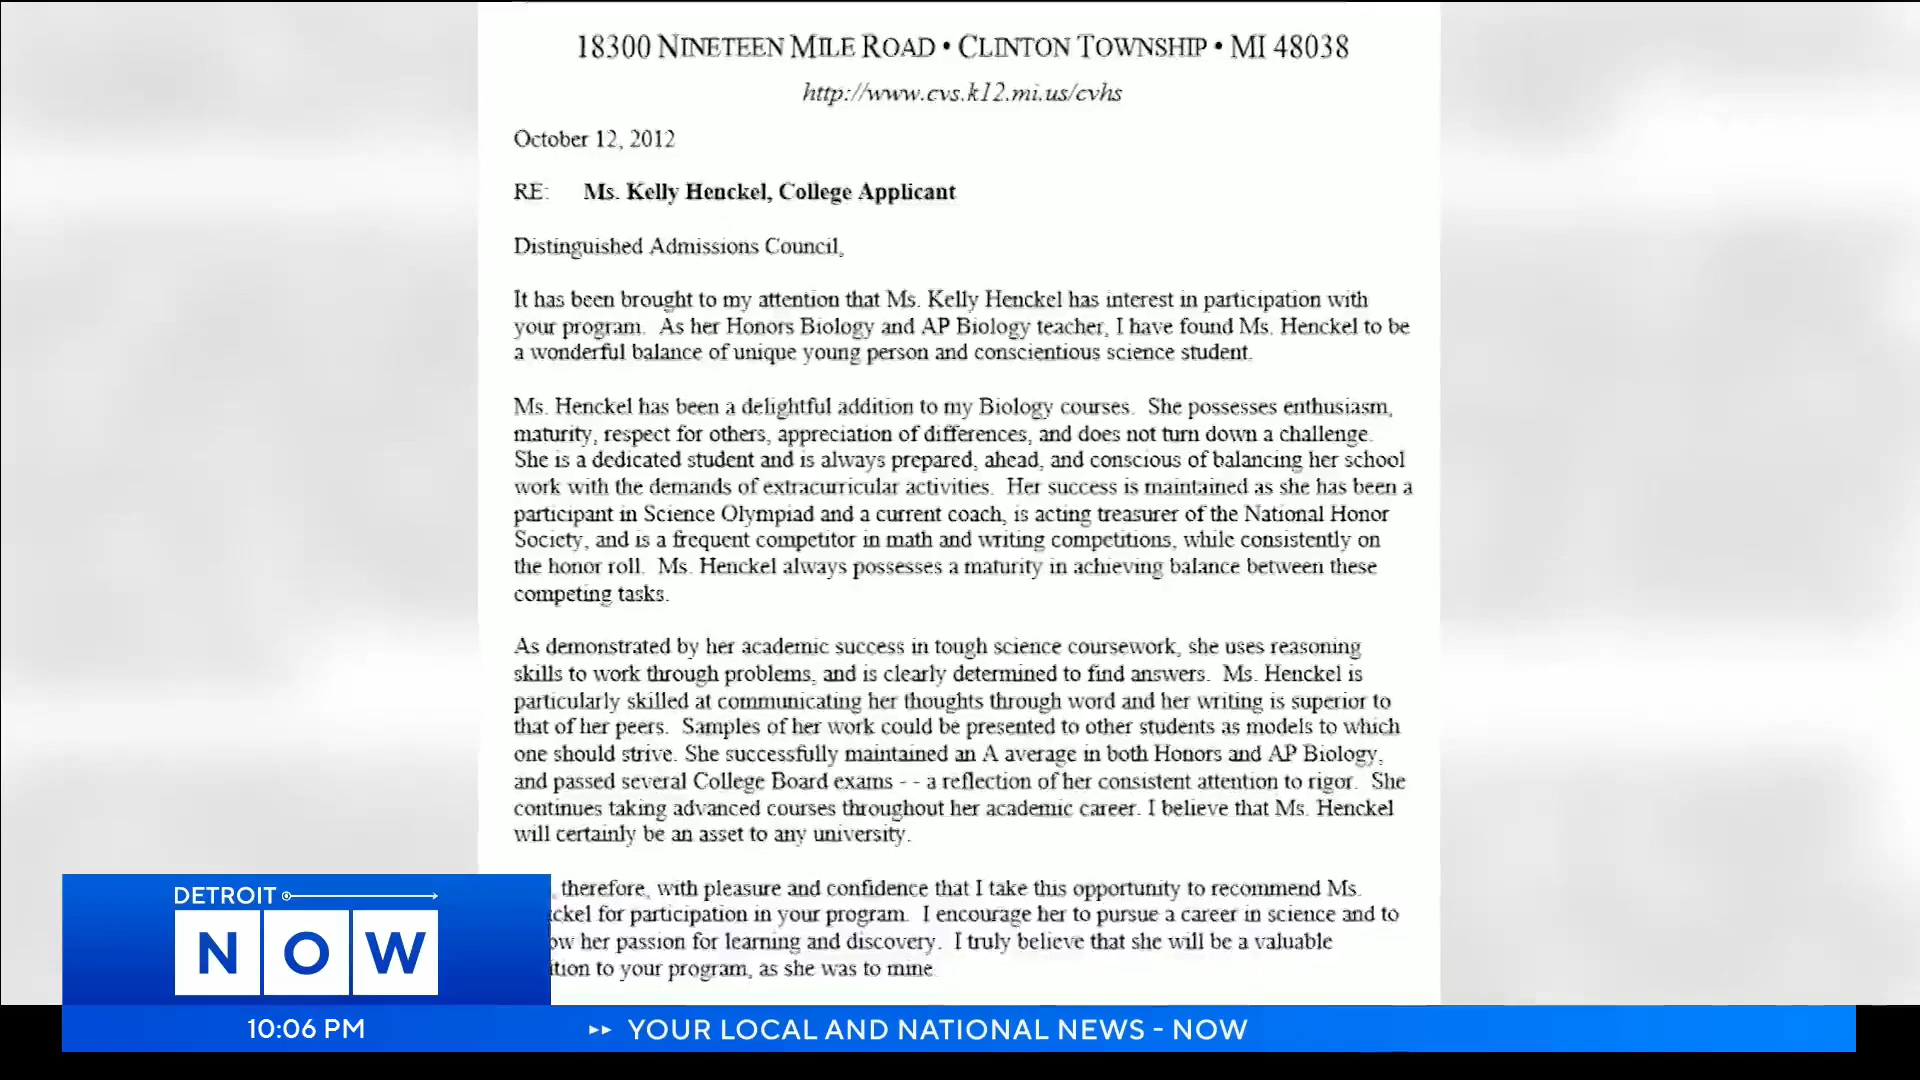 18300 NINETEEN MILE ROAD • CLINTON TOWNSHIP • MI 48038
http://www.cvs.k12.mi.us/cvhs
October 12, 2012
RE: Ms. Kelly Henckel, College Applicant
Distinguished Admissions Council,
It has been brought to my attention that Ms. Kelly Henckel has interest in participation with
your program. As her Honors Biology and AP Biology teacher, I have found Ms. Henckel to be
a wonderful balance of unique young person and conscientious science student.
Ms. Henckel has been a delightful addition to my Biology courses. She possesses enthusiasm,
maturity, respect for others, appreciation of differences, and does not turn down a challenge.
She is a dedicated student and is always prepared, ahead, and conscious of balancing her school
work with the demands of extracurricular activities. Her success is maintained as she has been a
participant in Science Olympiad and a current coach, is acting treasurer of the National Honor
Society, and is a frequent competitor in math and writing competitions, while consistently on
the honor roll. Ms. Henckel always possesses a maturity in achieving balance between these
competing tasks.
As demonstrated by her academic success in tough science coursework, she uses reasoning
skills to work through problems, and is clearly determined to find answers. Ms. Henckel is
particularly skilled at communicating her thoughts through word and her writing is superior to
that of her peers. Samples of her work could be presented to other students as models to which
one should strive. She successfully maintained an A average in both Honors and AP Biology,
and passed several College Board exams - - a reflection of her consistent attention to rigor. She
continues taking advanced courses throughout her academic career. I believe that Ms. Henckel
will certainly be an asset to any university.
, therefore, with pleasure and confidence that I take this opportunity to recommend Ms.
ckel for participation in your program. I encourage her to pursue a career in science and to
ow her passion for learning and discovery. I truly believe that she will be a valuable
ition to your program, as she was to mine
DETROIT
NOW
10:06 PM
YOUR LOCAL AND NATIONAL NEWS - NOW